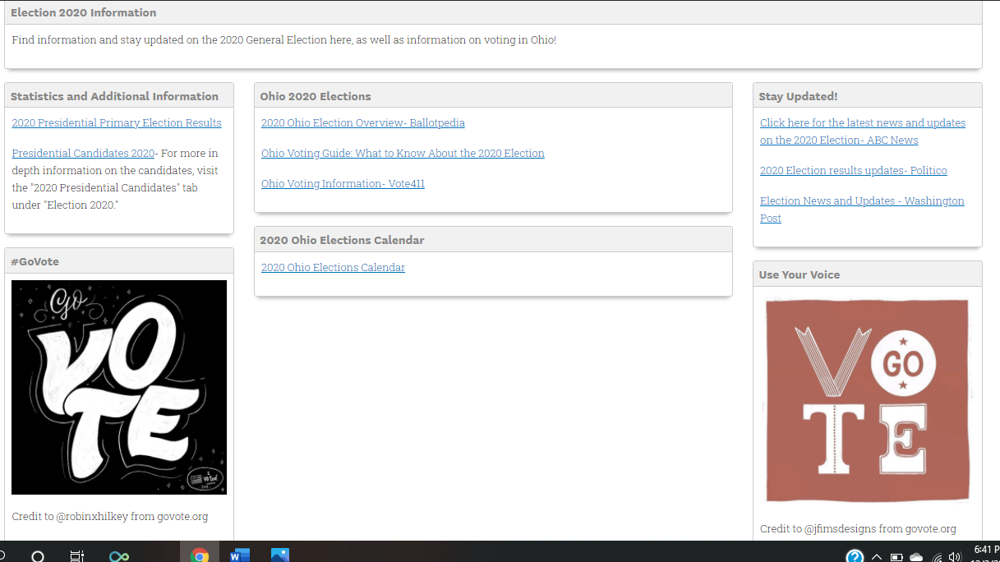 Election 2020 Information
Find information and stay updated on the 2020 General Election here, as well as information on voting in Ohio!
Statistics and Additional Information
2020 Presidential Primary Election Results
Presidential Candidates 2020- For more in
depth information on the candidates, visit
the "2020 Presidential Candidates" tab
under "Election 2020."
#GoVote
Go
VO
TE
I
VOTED!
Credit to @robinxhilkey from govote.org
Ohio 2020 Elections
2020 Ohio Election Overview- Ballotpedia
Ohio Voting Guide: What to Know About the 2020 Election
Ohio Voting Information- Vote411
2020 Ohio Elections Calendar
2020 Ohio Elections Calendar
Stay Updated!
Click here for the latest news and updates
on the 2020 Election- ABC News
2020 Election results updates- Politico
Election News and Updates - Washington
Post
Use Your Voice
V GO
TE
Credit to @jfimsdesigns from govote.org
W
?
6:41 P